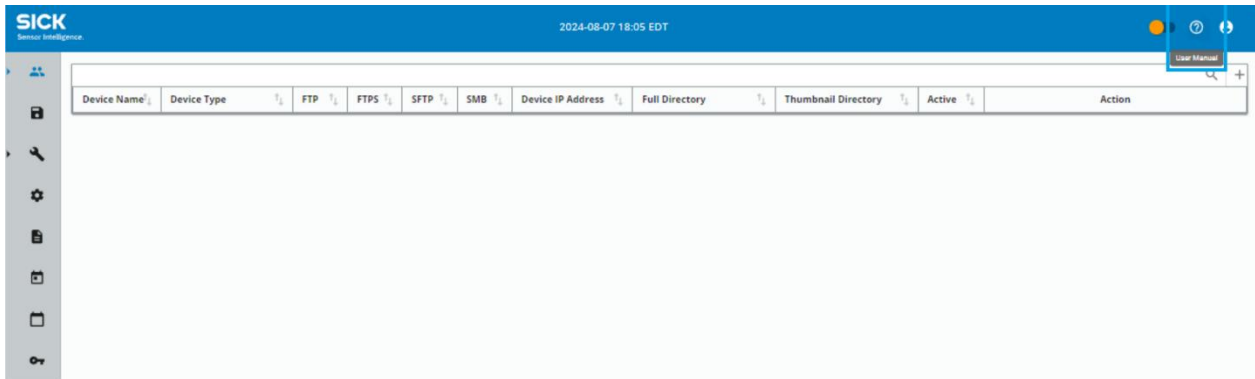 SICK
Sensor Intelligence.
2024-08-07 18:05 EDT
User Manual
Device Name
Device Type
FTP
FTPS
SFTP
SMB
Device IP Address
Full Directory
Thumbnail Directory
Active
Action